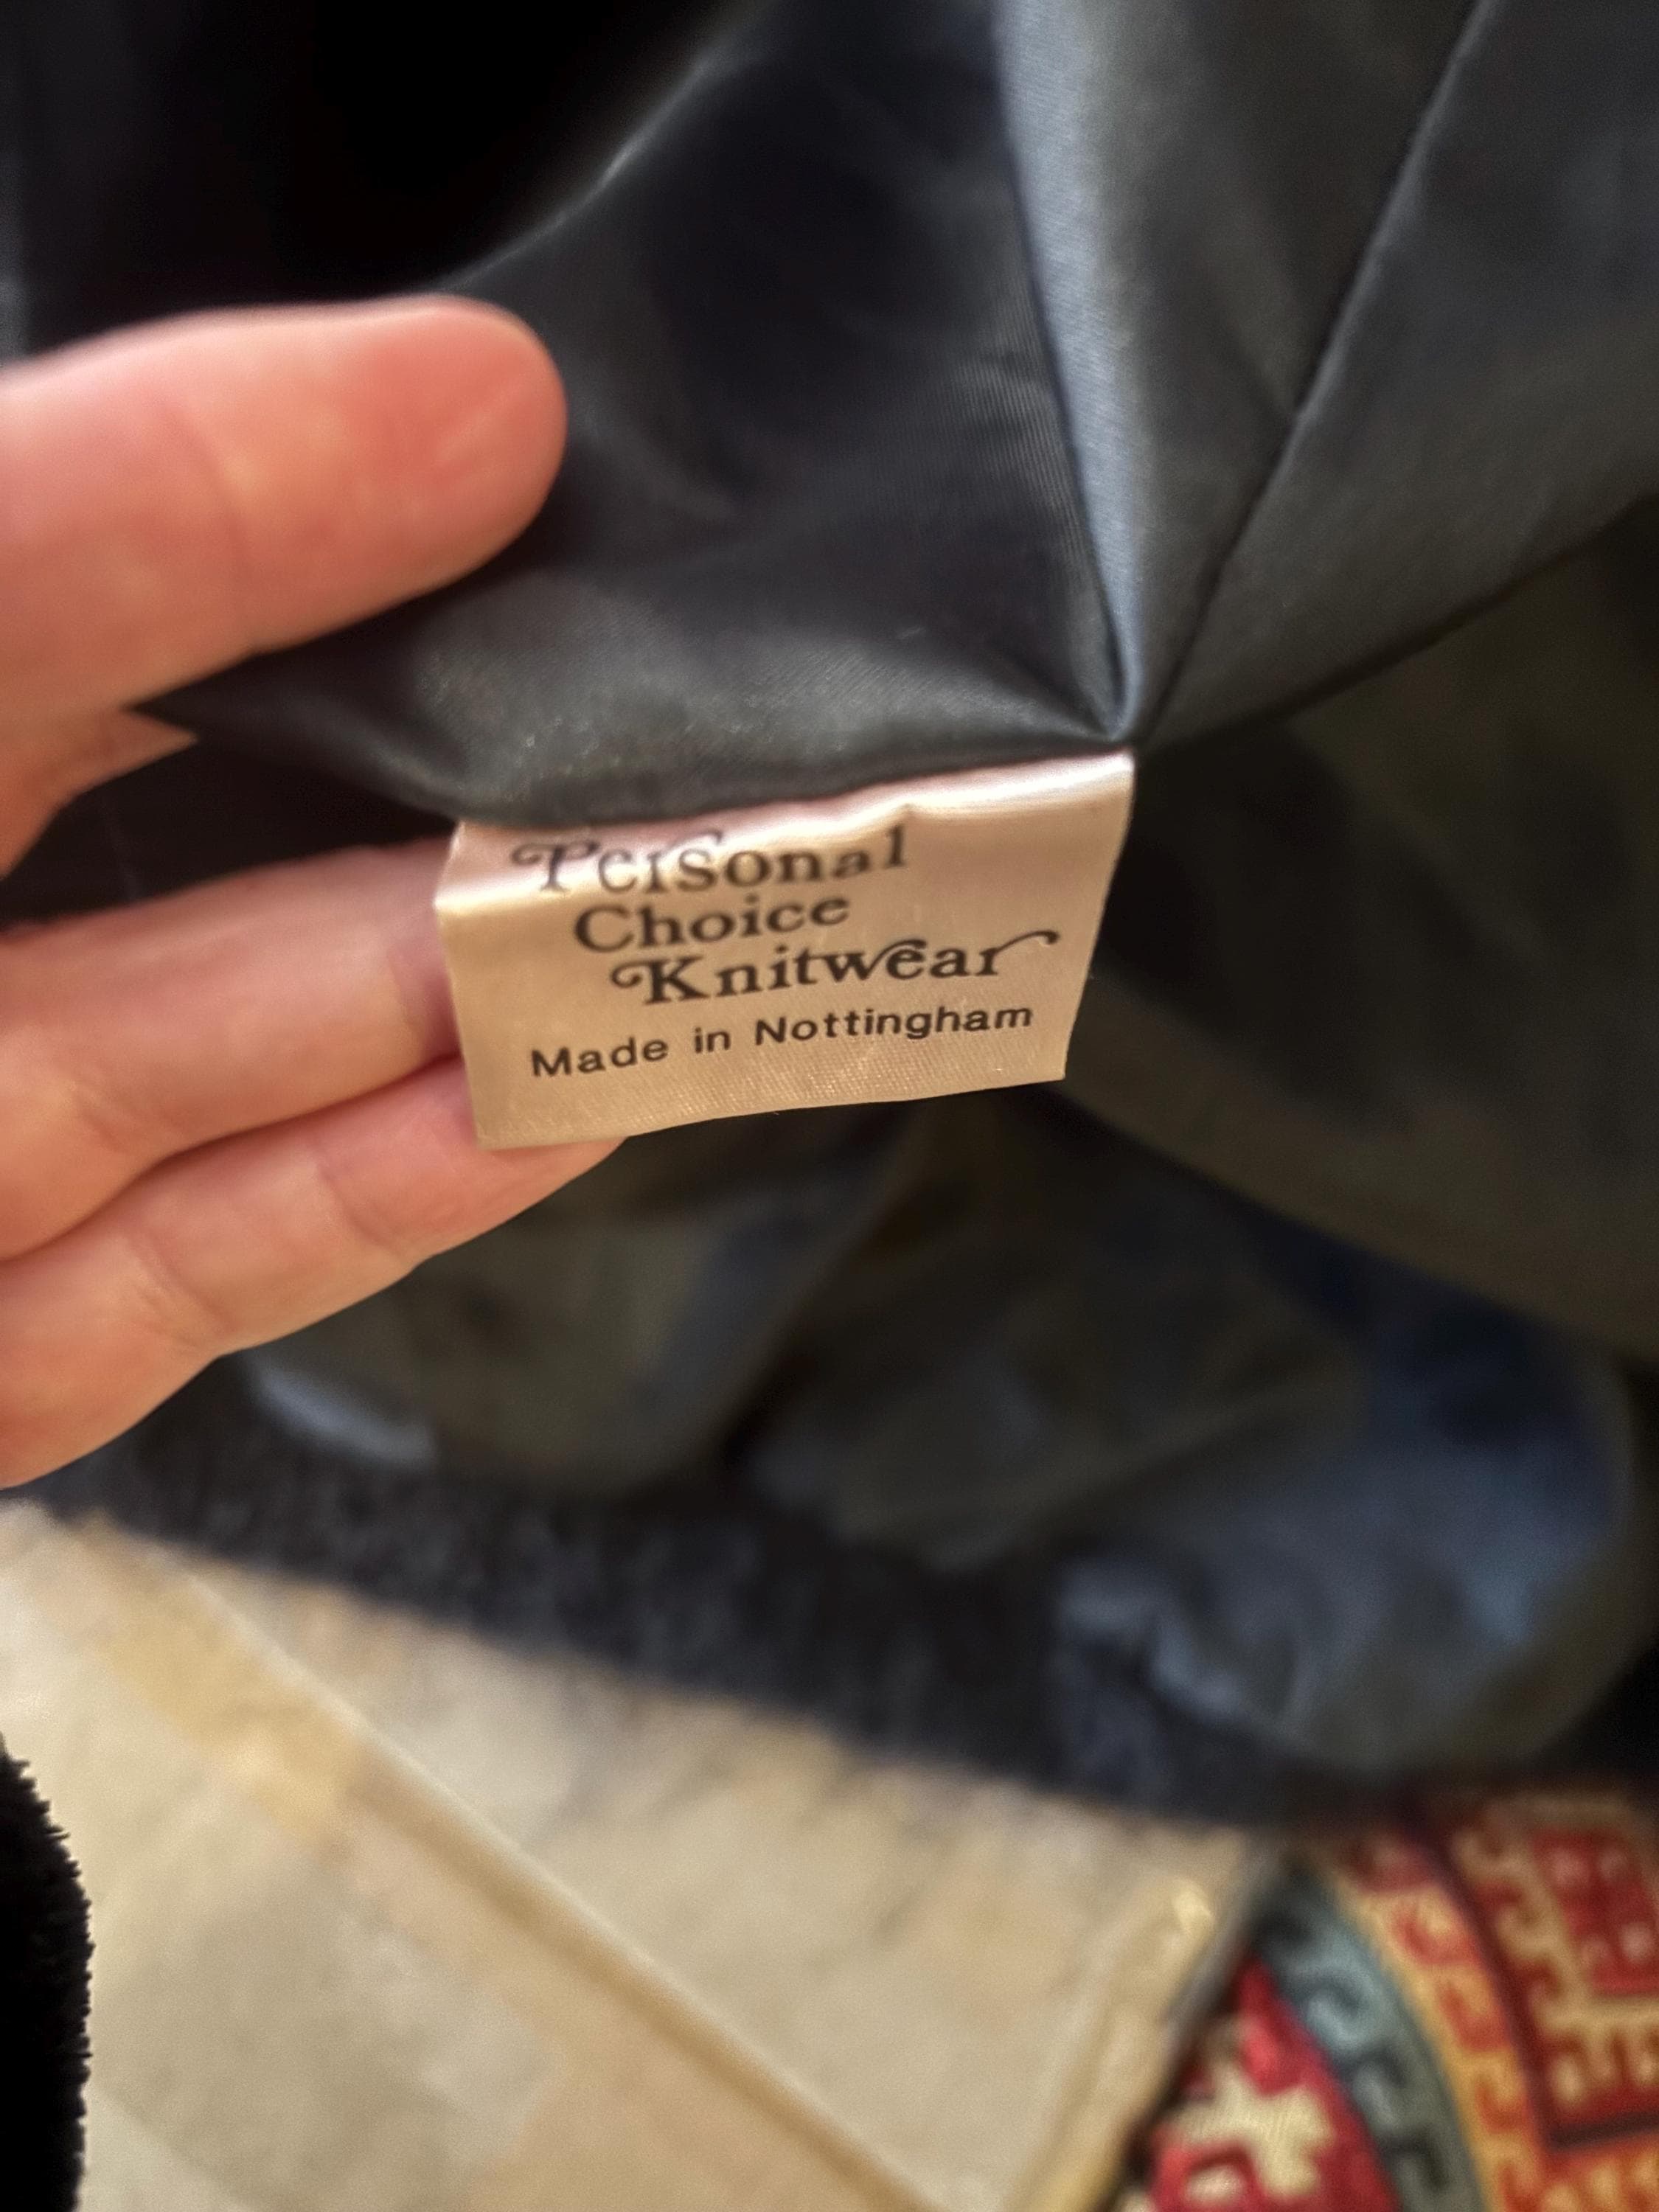 Personal
Choice
Knitwear
Made in Nottingham